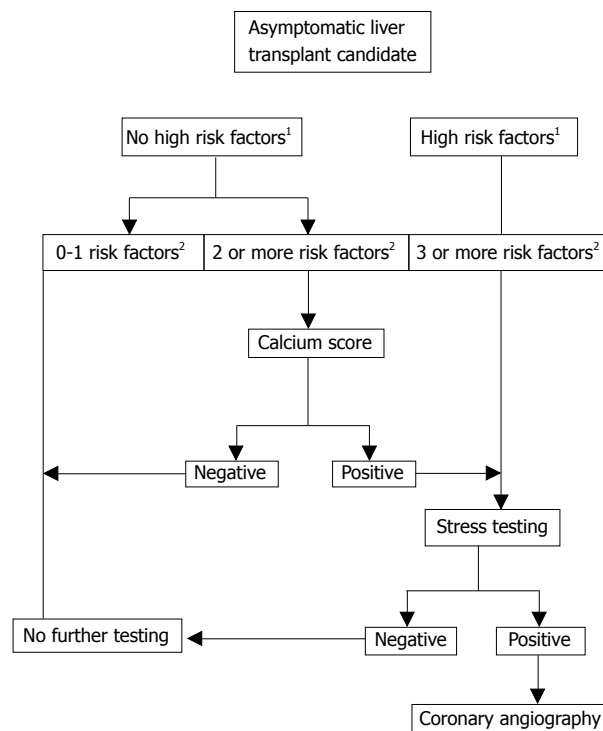 Asymptomatic liver
transplant candidate
No high risk factors¹
High risk factors¹
0-1 risk factors²
2 or more risk factors²
3 or more risk factors²
Calcium score
Negative
Positive
Stress testing
No further testing
Negative
Positive
Coronary angiography